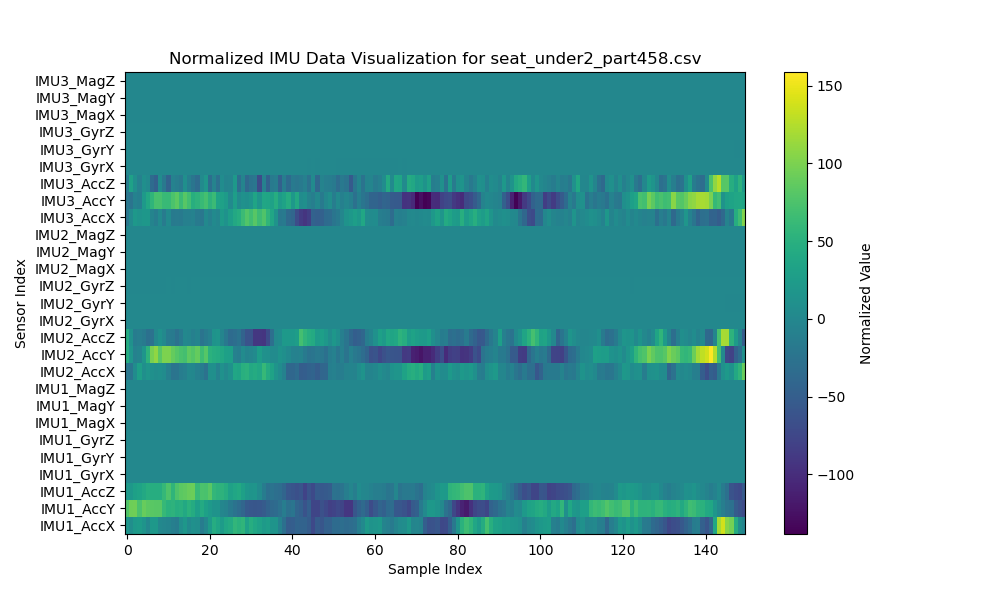 Normalized IMU Data Visualization for seat_under2_part458.csv
IMU3_MagZ
IMU3_MagY
IMU3_MagX
IMU3_GyrZ
IMU3_GyrY
IMU3_GyrX
IMU3_AccZ
IMU3_AccY
IMU3_AccX
IMU2_MagZ
IMU2_MagY
IMU2_MagX
IMU2_GyrZ
IMU2_GyrY
IMU2_GyrX
IMU2_AccZ
IMU2_AccY
IMU2_AccX
IMU1_MagZ
IMU1_MagY
IMU1_MagX
IMU1_GyrZ
IMU1_GyrY
IMU1_GyrX
IMU1_AccZ
IMU1_AccY
IMU1_AccX
Sensor Index
0 20 40 60 80 100 120 140
Sample Index
150
100
50
0
−50
−100
Normalized Value